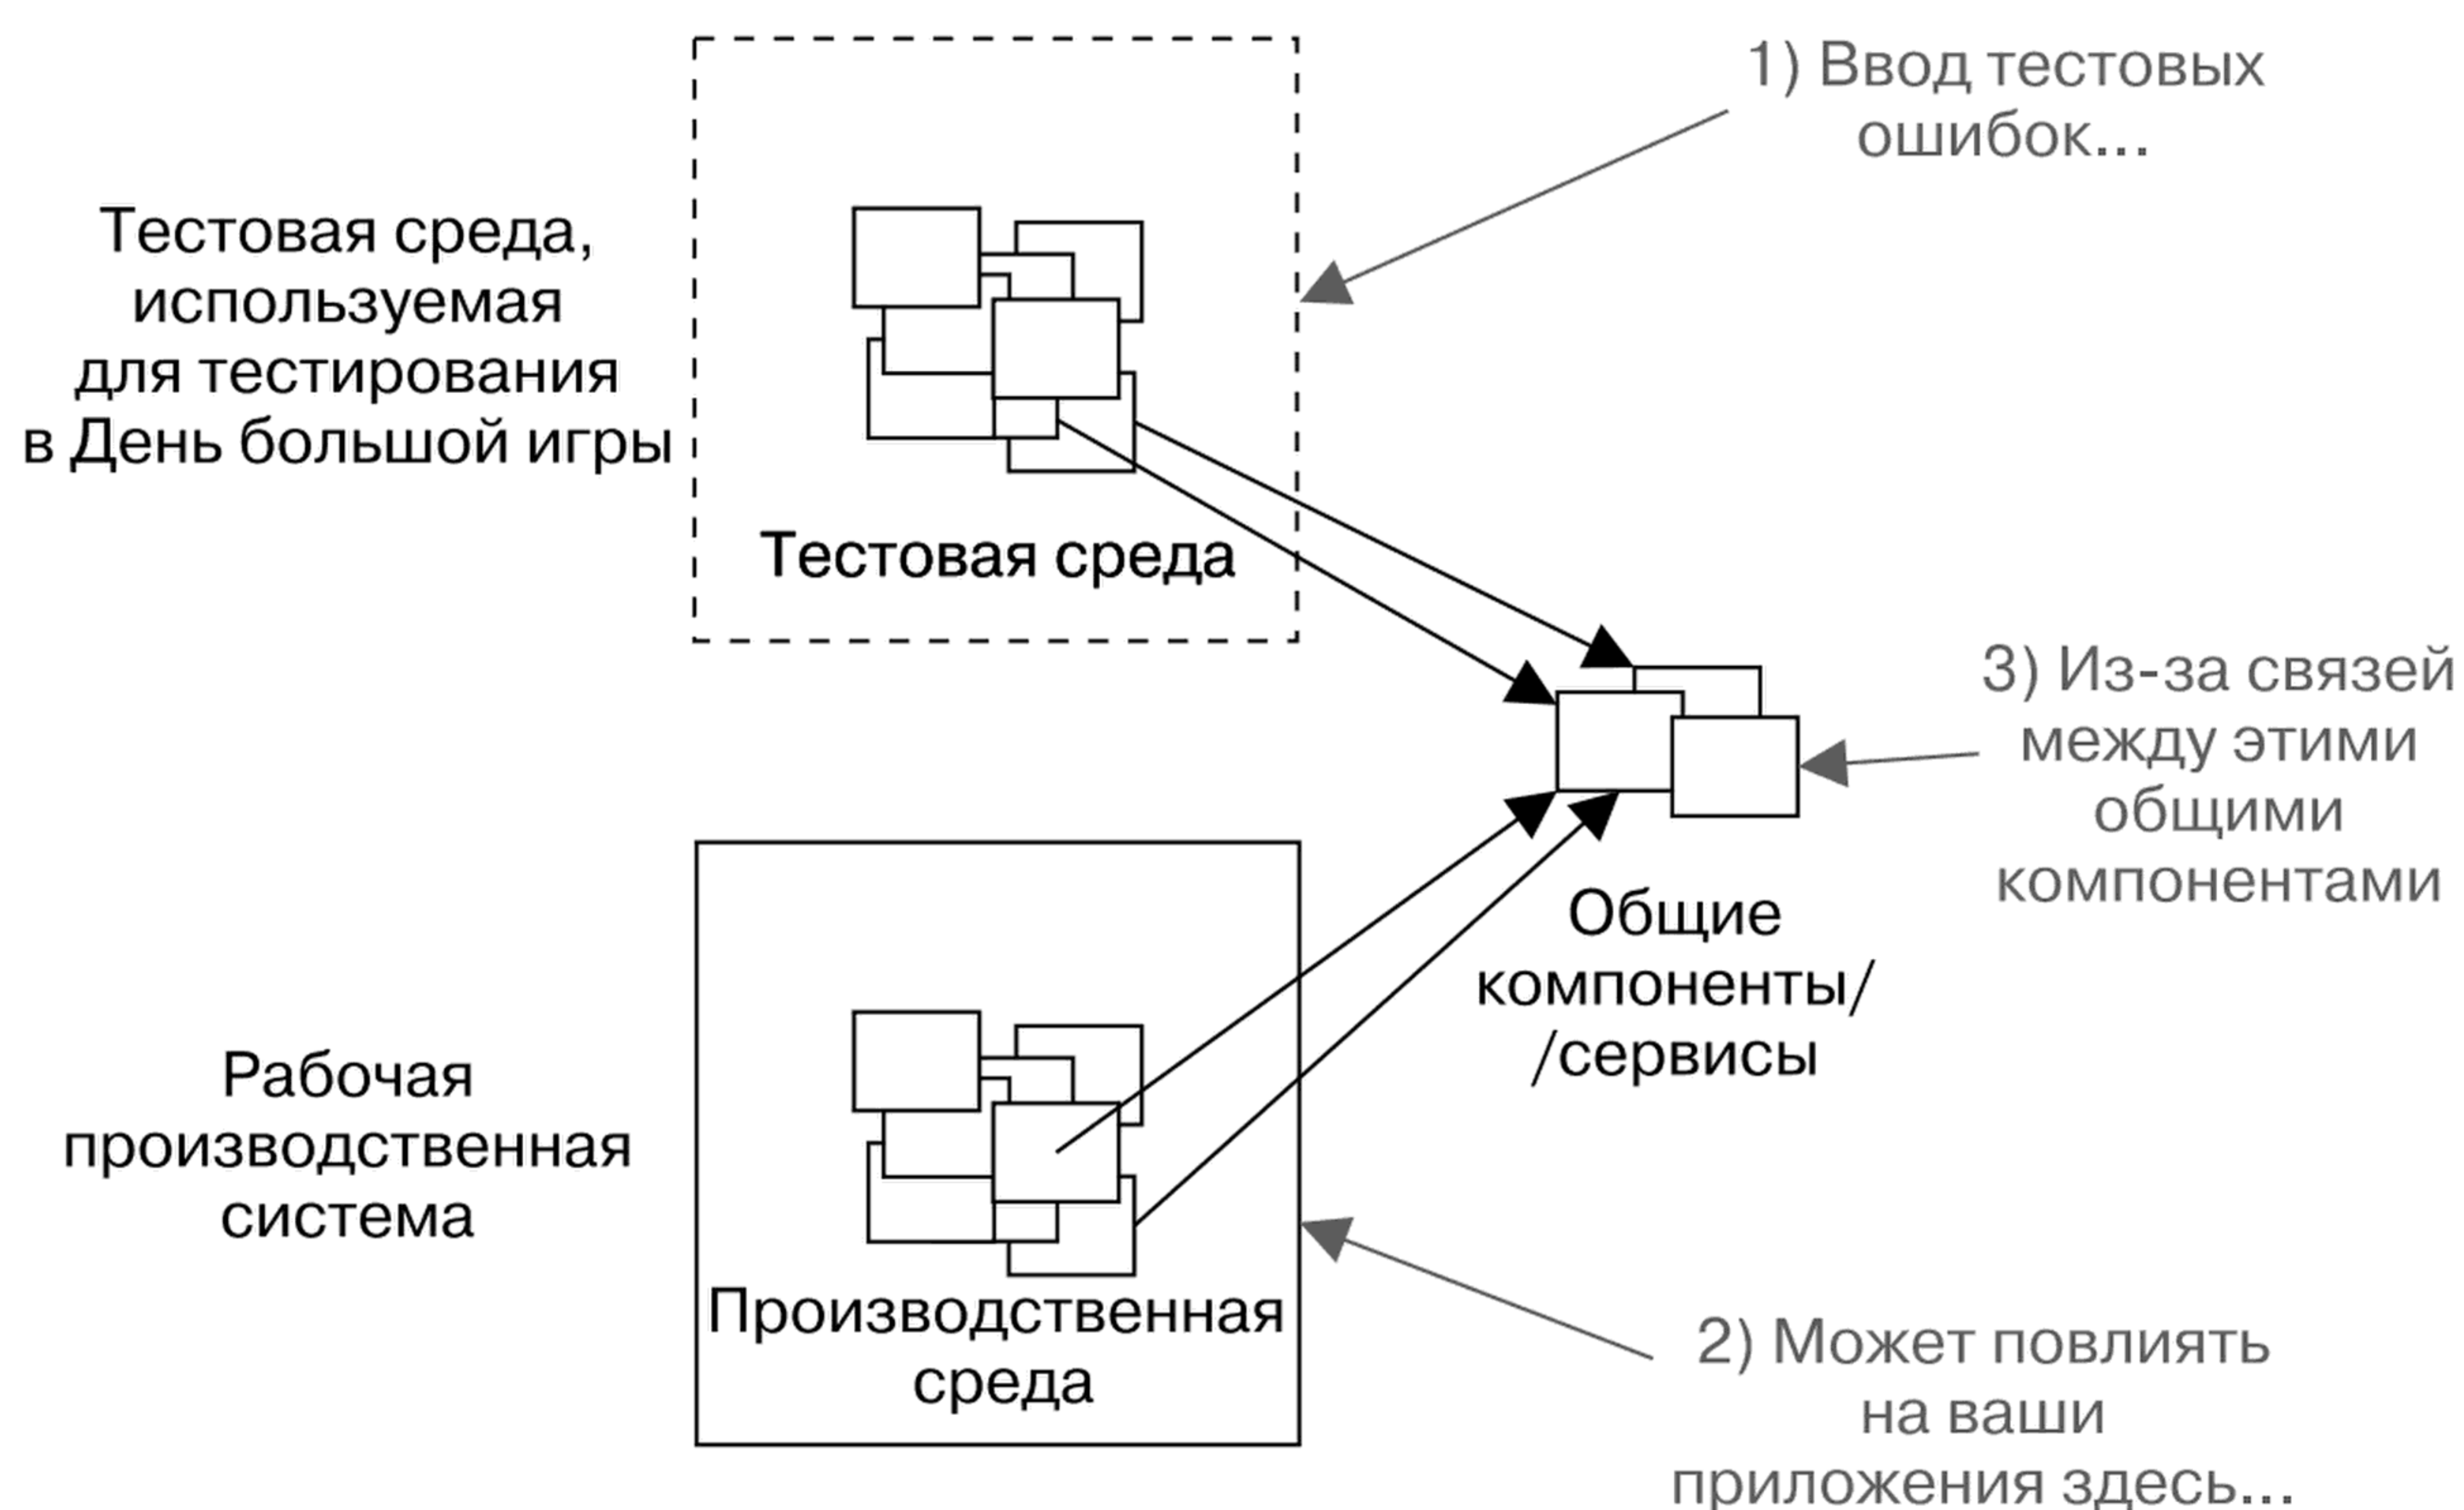 1) Ввод тестовых
ошибок...
Тестовая среда,
используемая
для тестирования
в День большой игры
Тестовая среда
3) Из-за связей
между этими
общими
компонентами
Общие
компоненты/
/сервисы
Рабочая
производственная
система
Производственная
среда
2) Может повлиять
на ваши
приложения здесь...